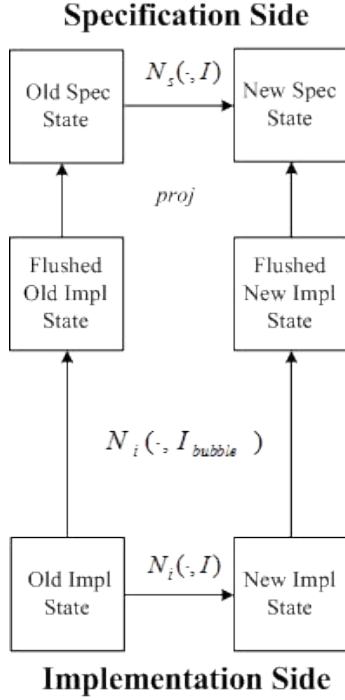 Specification Side
Old Spec
State
N_s(·, I)
New Spec
State
proj
Flushed
Old Impl
State
Flushed
New Impl
State
N_i(·, I_bubble )
Old Impl
State
N_i(·, I)
New Impl
State
Implementation Side